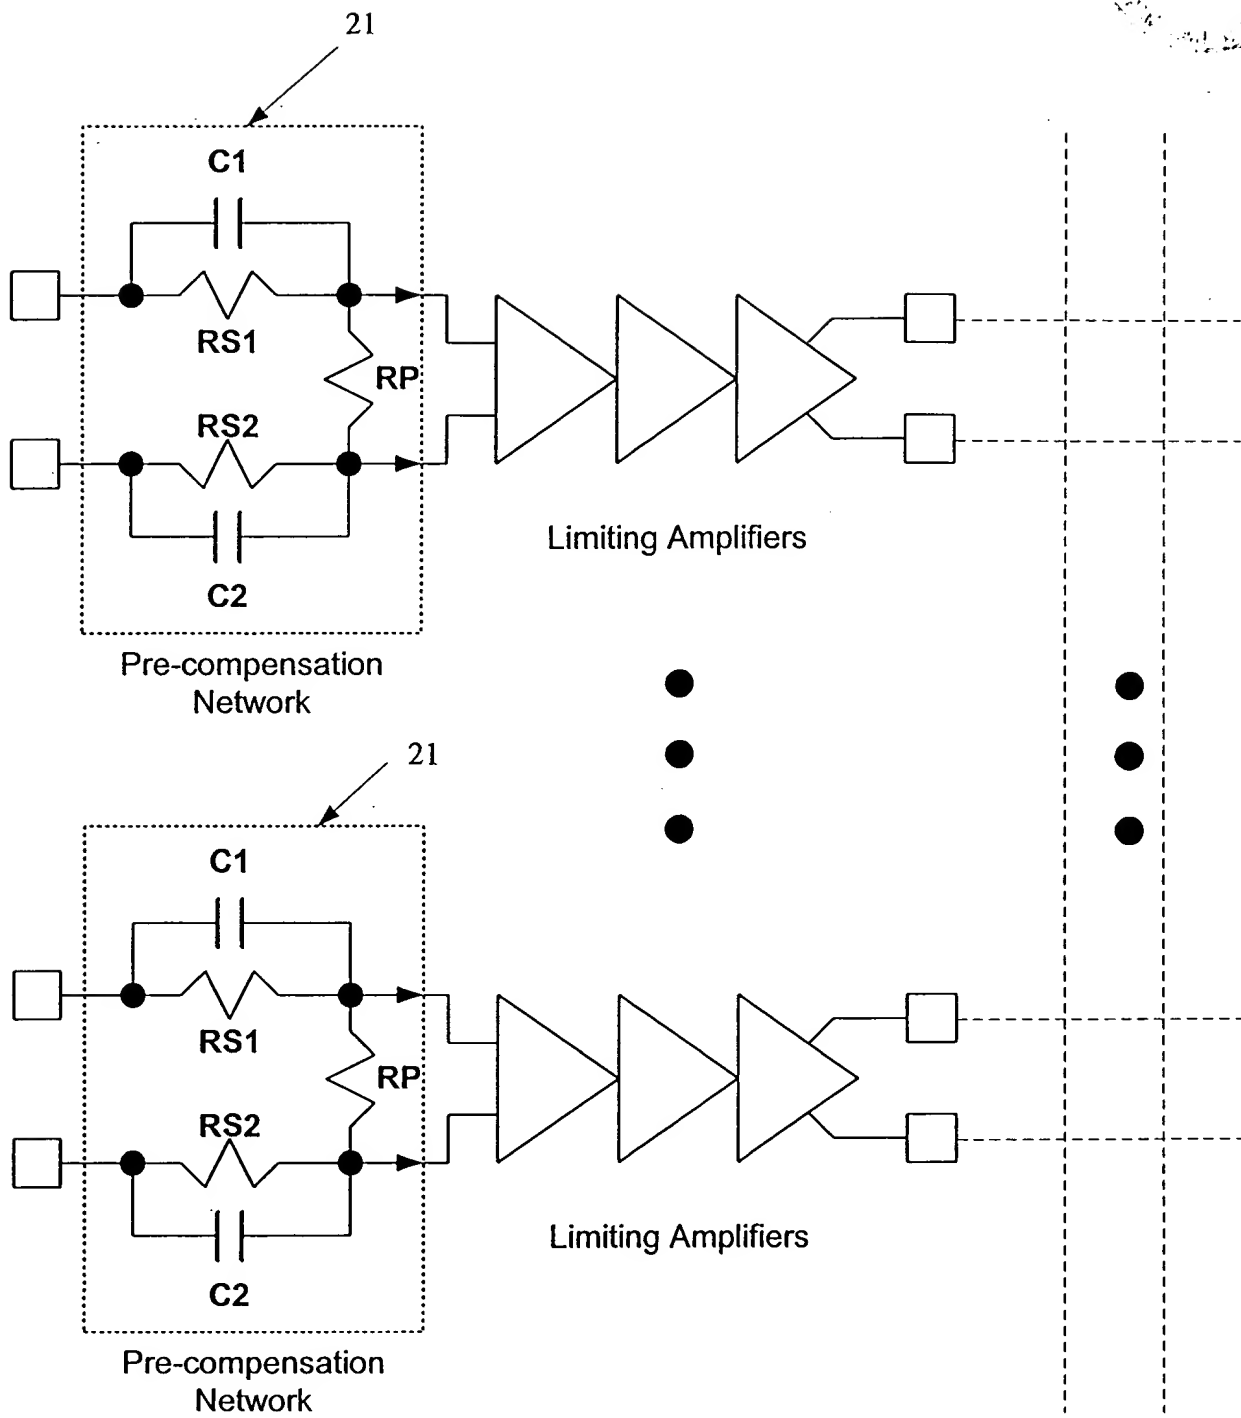 21
C1
RS1
RP
RS2
C2
Limiting Amplifiers
Pre-compensation
Network
21
C1
RS1
RP
RS2
C2
Limiting Amplifiers
Pre-compensation
Network